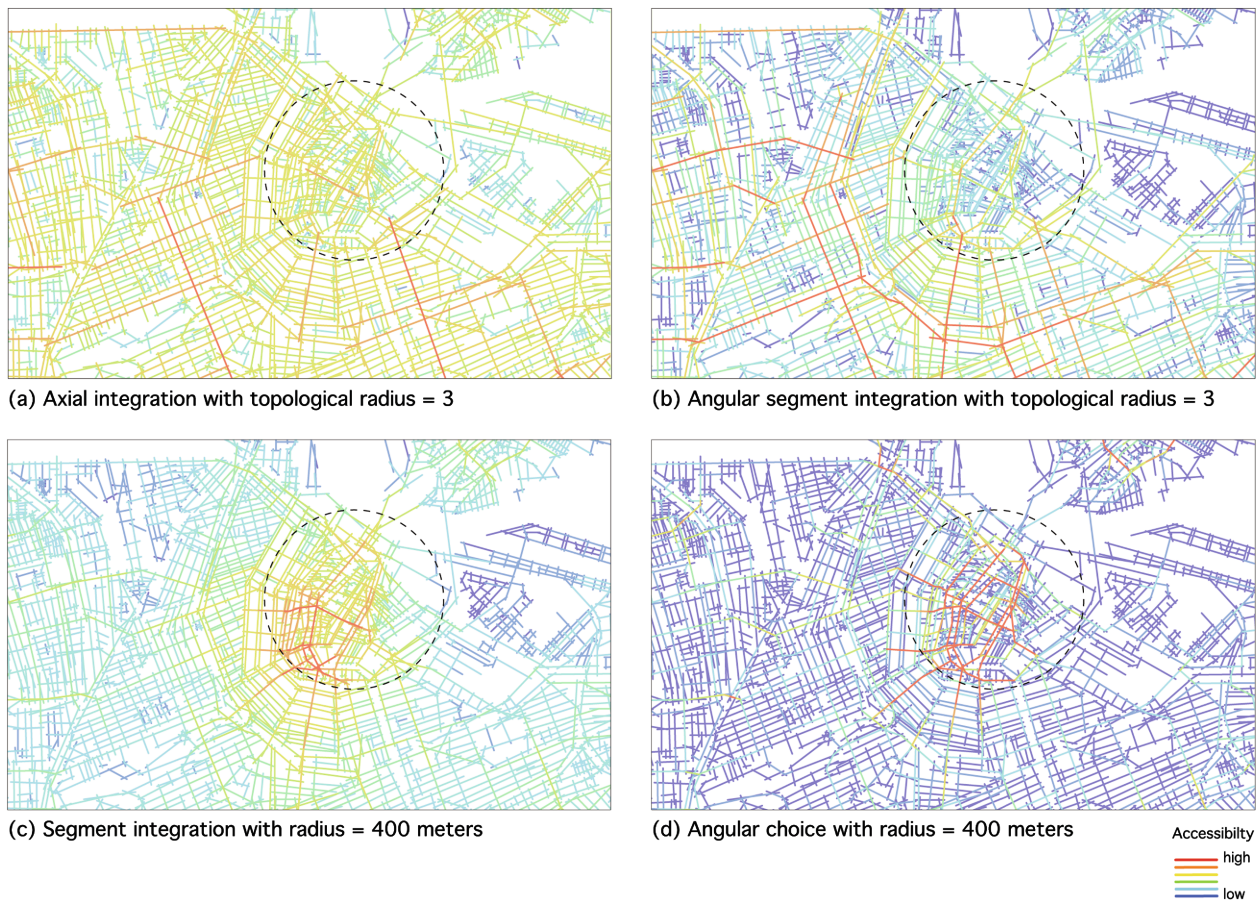 (a) Axial integration with topological radius = 3
(b) Angular segment integration with topological radius = 3
(c) Segment integration with radius = 400 meters
(d) Angular choice with radius = 400 meters
Accessibilty
high
low